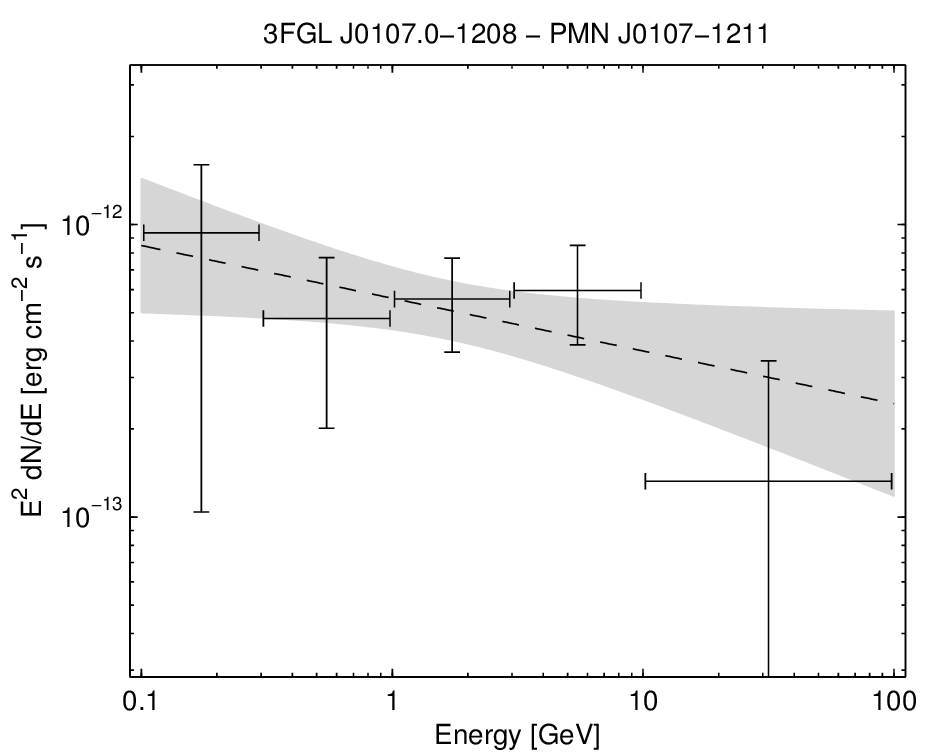 3FGL J0107.0−1208 − PMN J0107−1211
E² dN/dE [erg cm⁻² s⁻¹]
10⁻¹²
10⁻¹³
0.1 1 10 100
Energy [GeV]